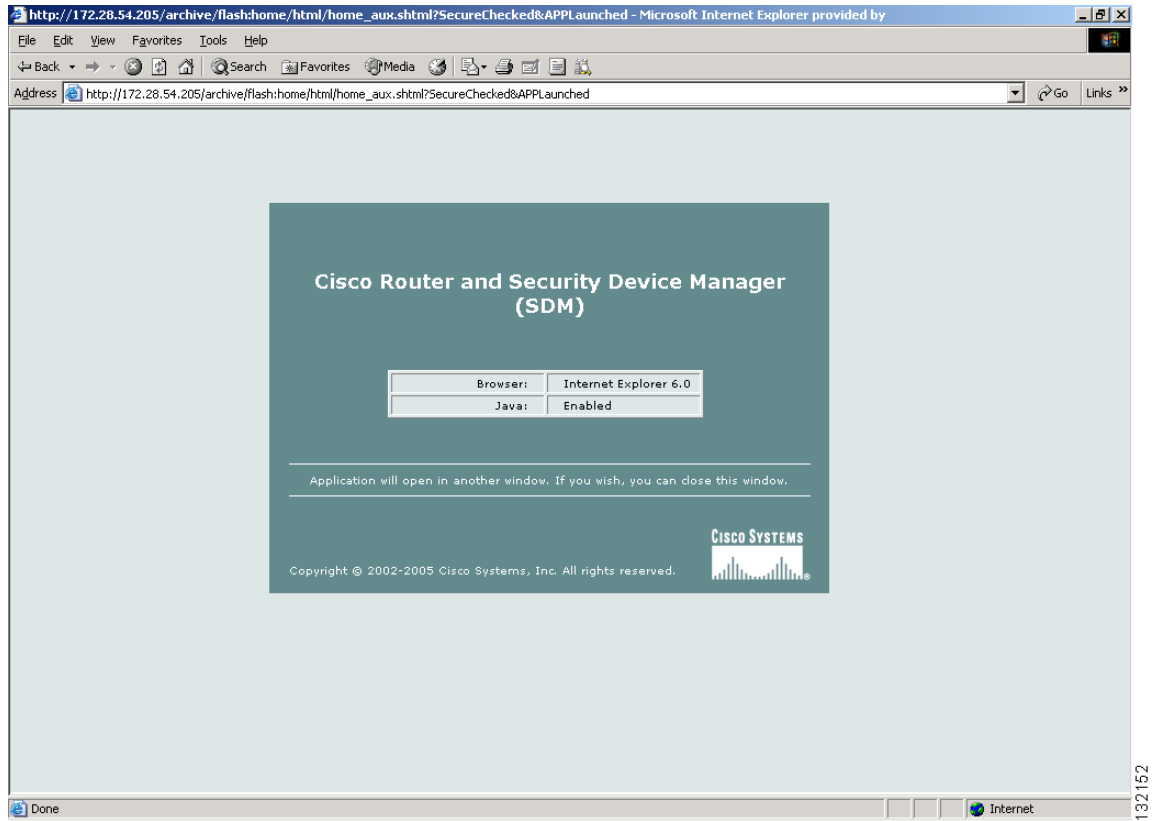 http://172.28.54.205/archive/flash:home/html/home_aux.shtml?SecureChecked&APPLaunched - Microsoft Internet Explorer provided by
File Edit View Favorites Tools Help
Back Search Favorites Media
Address http://172.28.54.205/archive/flash:home/html/home_aux.shtml?SecureChecked&APPLaunched Go Links »
Cisco Router and Security Device Manager
(SDM)
Browser: Internet Explorer 6.0
Java: Enabled
Application will open in another window. If you wish, you can close this window.
CISCO SYSTEMS
®
Copyright © 2002-2005 Cisco Systems, Inc. All rights reserved.
Done Internet
132152